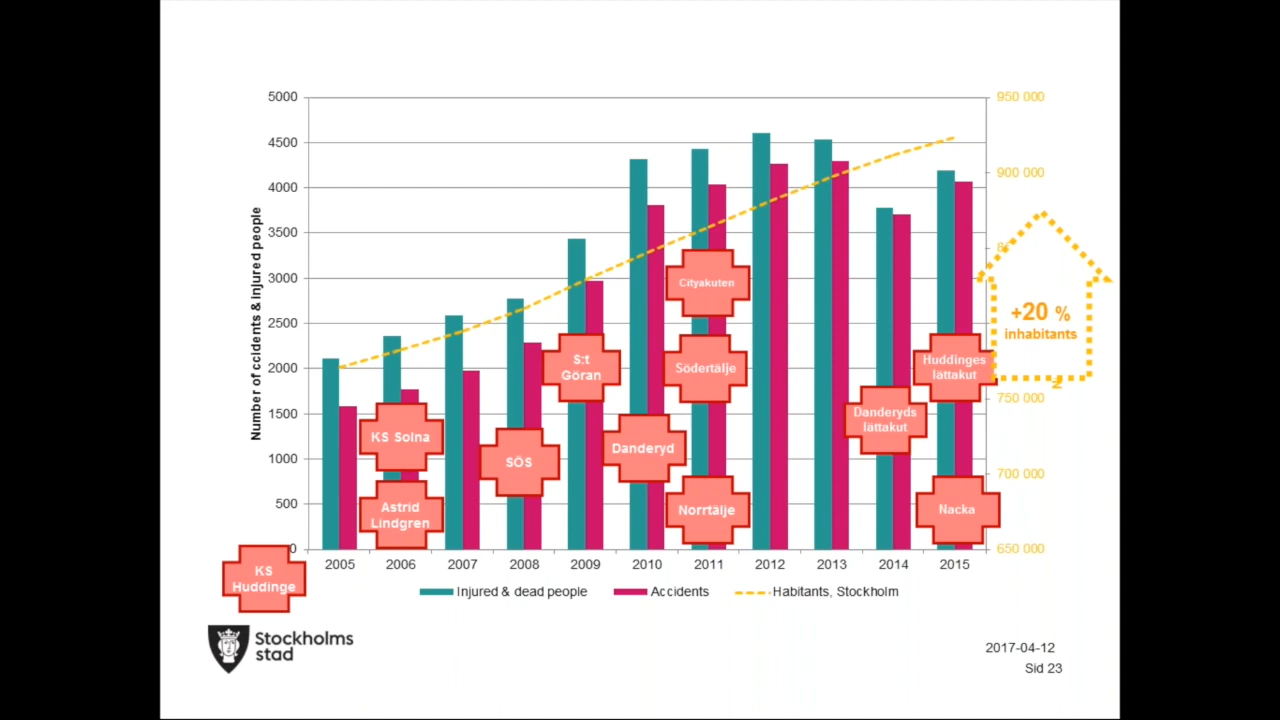 5000
4500
4000
3500
3000
2500
2000
1500
1000
500
0
Number of ccidents & injured people
950 000
900 000
750 000
700 000
650 000
+20 %
inhabitants
Cityakuten
S:t
Göran
Södertälje
Huddinges
lättakut
KS Solna
Danderyds
lättakut
SÖS
Danderyd
Astrid
Lindgren
Norrtälje
Nacka
KS
Huddinge
2005 2006 2007 2008 2009 2010 2011 2012 2013 2014 2015
Injured & dead people Accidents Habitants, Stockholm
Stockholms
stad
2017-04-12
Sid 23